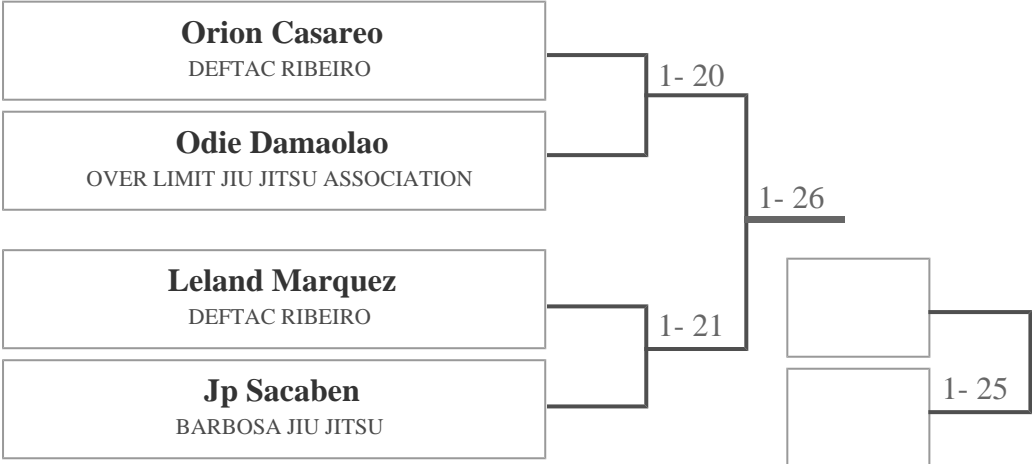 Orion Casareo
DEFTAC RIBEIRO
1- 20
Odie Damaolao
OVER LIMIT JIU JITSU ASSOCIATION
1- 26
Leland Marquez
DEFTAC RIBEIRO
1- 21
Jp Sacaben
BARBOSA JIU JITSU
1- 25